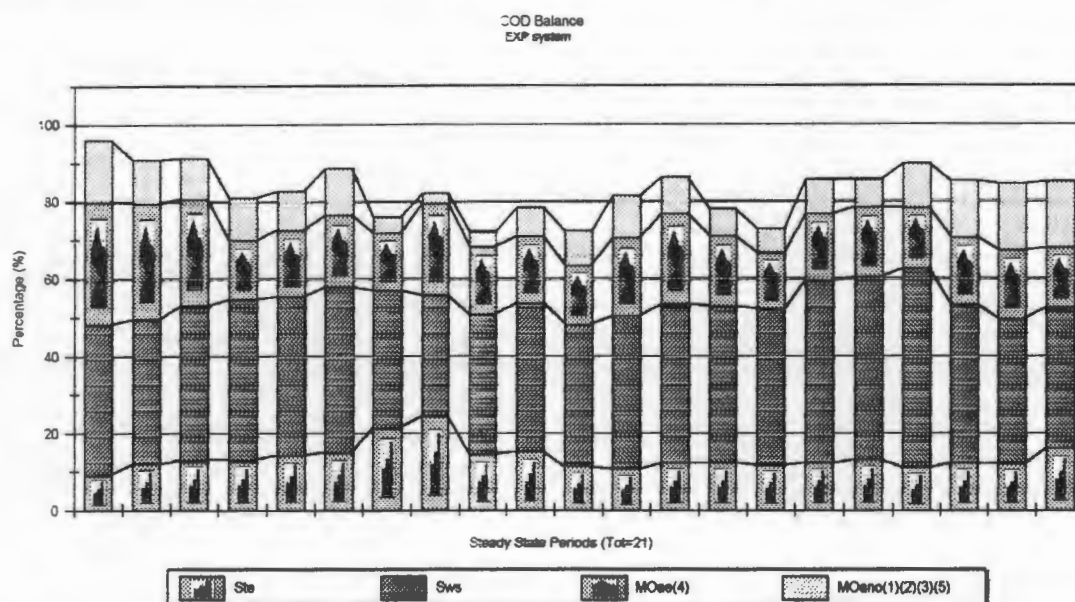 COD Balance
EXP system
100
80
60
40
20
0
Percentage (%)
Steady State Periods (Tot=21)
Ste Sws MOae(4) MOano(1)(2)(3)(5)